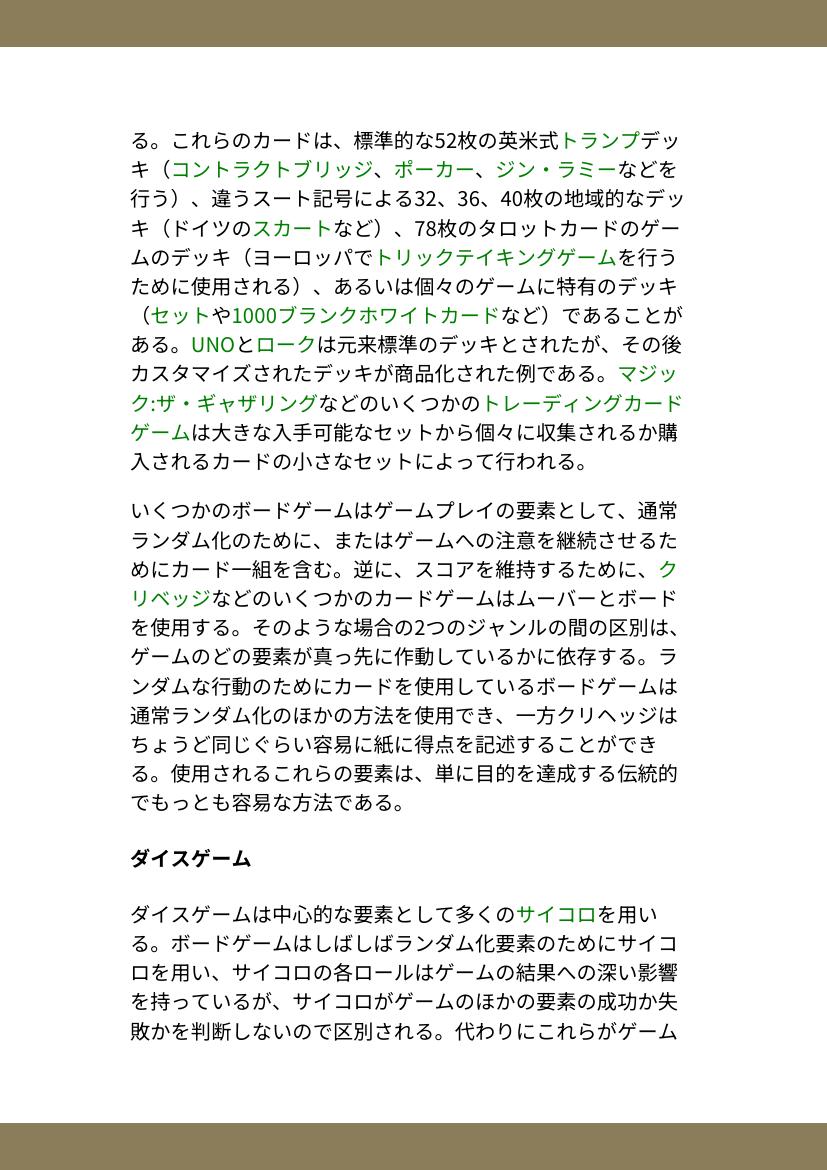 る。これらのカードは、標準的な52枚の英米式トランプデッ
キ（コントラクトブリッジ、ポーカー、ジン・ラミーなどを
行う）、違うスート記号による32、36、40枚の地域的なデッ
キ（ドイツのスカートなど）、78枚のタロットカードのゲー
ムのデッキ（ヨーロッパでトリックテイキングゲームを行う
ために使用される）、あるいは個々のゲームに特有のデッキ
（セットや1000ブランクホワイトカードなど）であることが
ある。UNOとロークは元来標準のデッキとされたが、その後
カスタマイズされたデッキが商品化された例である。マジッ
ク:ザ・ギャザリングなどのいくつかのトレーディングカード
ゲームは大きな入手可能なセットから個々に収集されるか購
入されるカードの小さなセットによって行われる。
いくつかのボードゲームはゲームプレイの要素として、通常
ランダム化のために、またはゲームへの注意を継続させるた
めにカード一組を含む。逆に、スコアを維持するために、ク
リベッジなどのいくつかのカードゲームはムーバーとボード
を使用する。そのような場合の2つのジャンルの間の区別は、
ゲームのどの要素が真っ先に作動しているかに依存する。ラ
ンダムな行動のためにカードを使用しているボードゲームは
通常ランダム化のほかの方法を使用でき、一方クリヘッジは
ちょうど同じぐらい容易に紙に得点を記述することができ
る。使用されるこれらの要素は、単に目的を達成する伝統的
でもっとも容易な方法である。
ダイスゲーム
ダイスゲームは中心的な要素として多くのサイコロを用い
る。ボードゲームはしばしばランダム化要素のためにサイコ
ロを用い、サイコロの各ロールはゲームの結果への深い影響
を持っているが、サイコロがゲームのほかの要素の成功か失
敗かを判断しないので区別される。代わりにこれらがゲーム